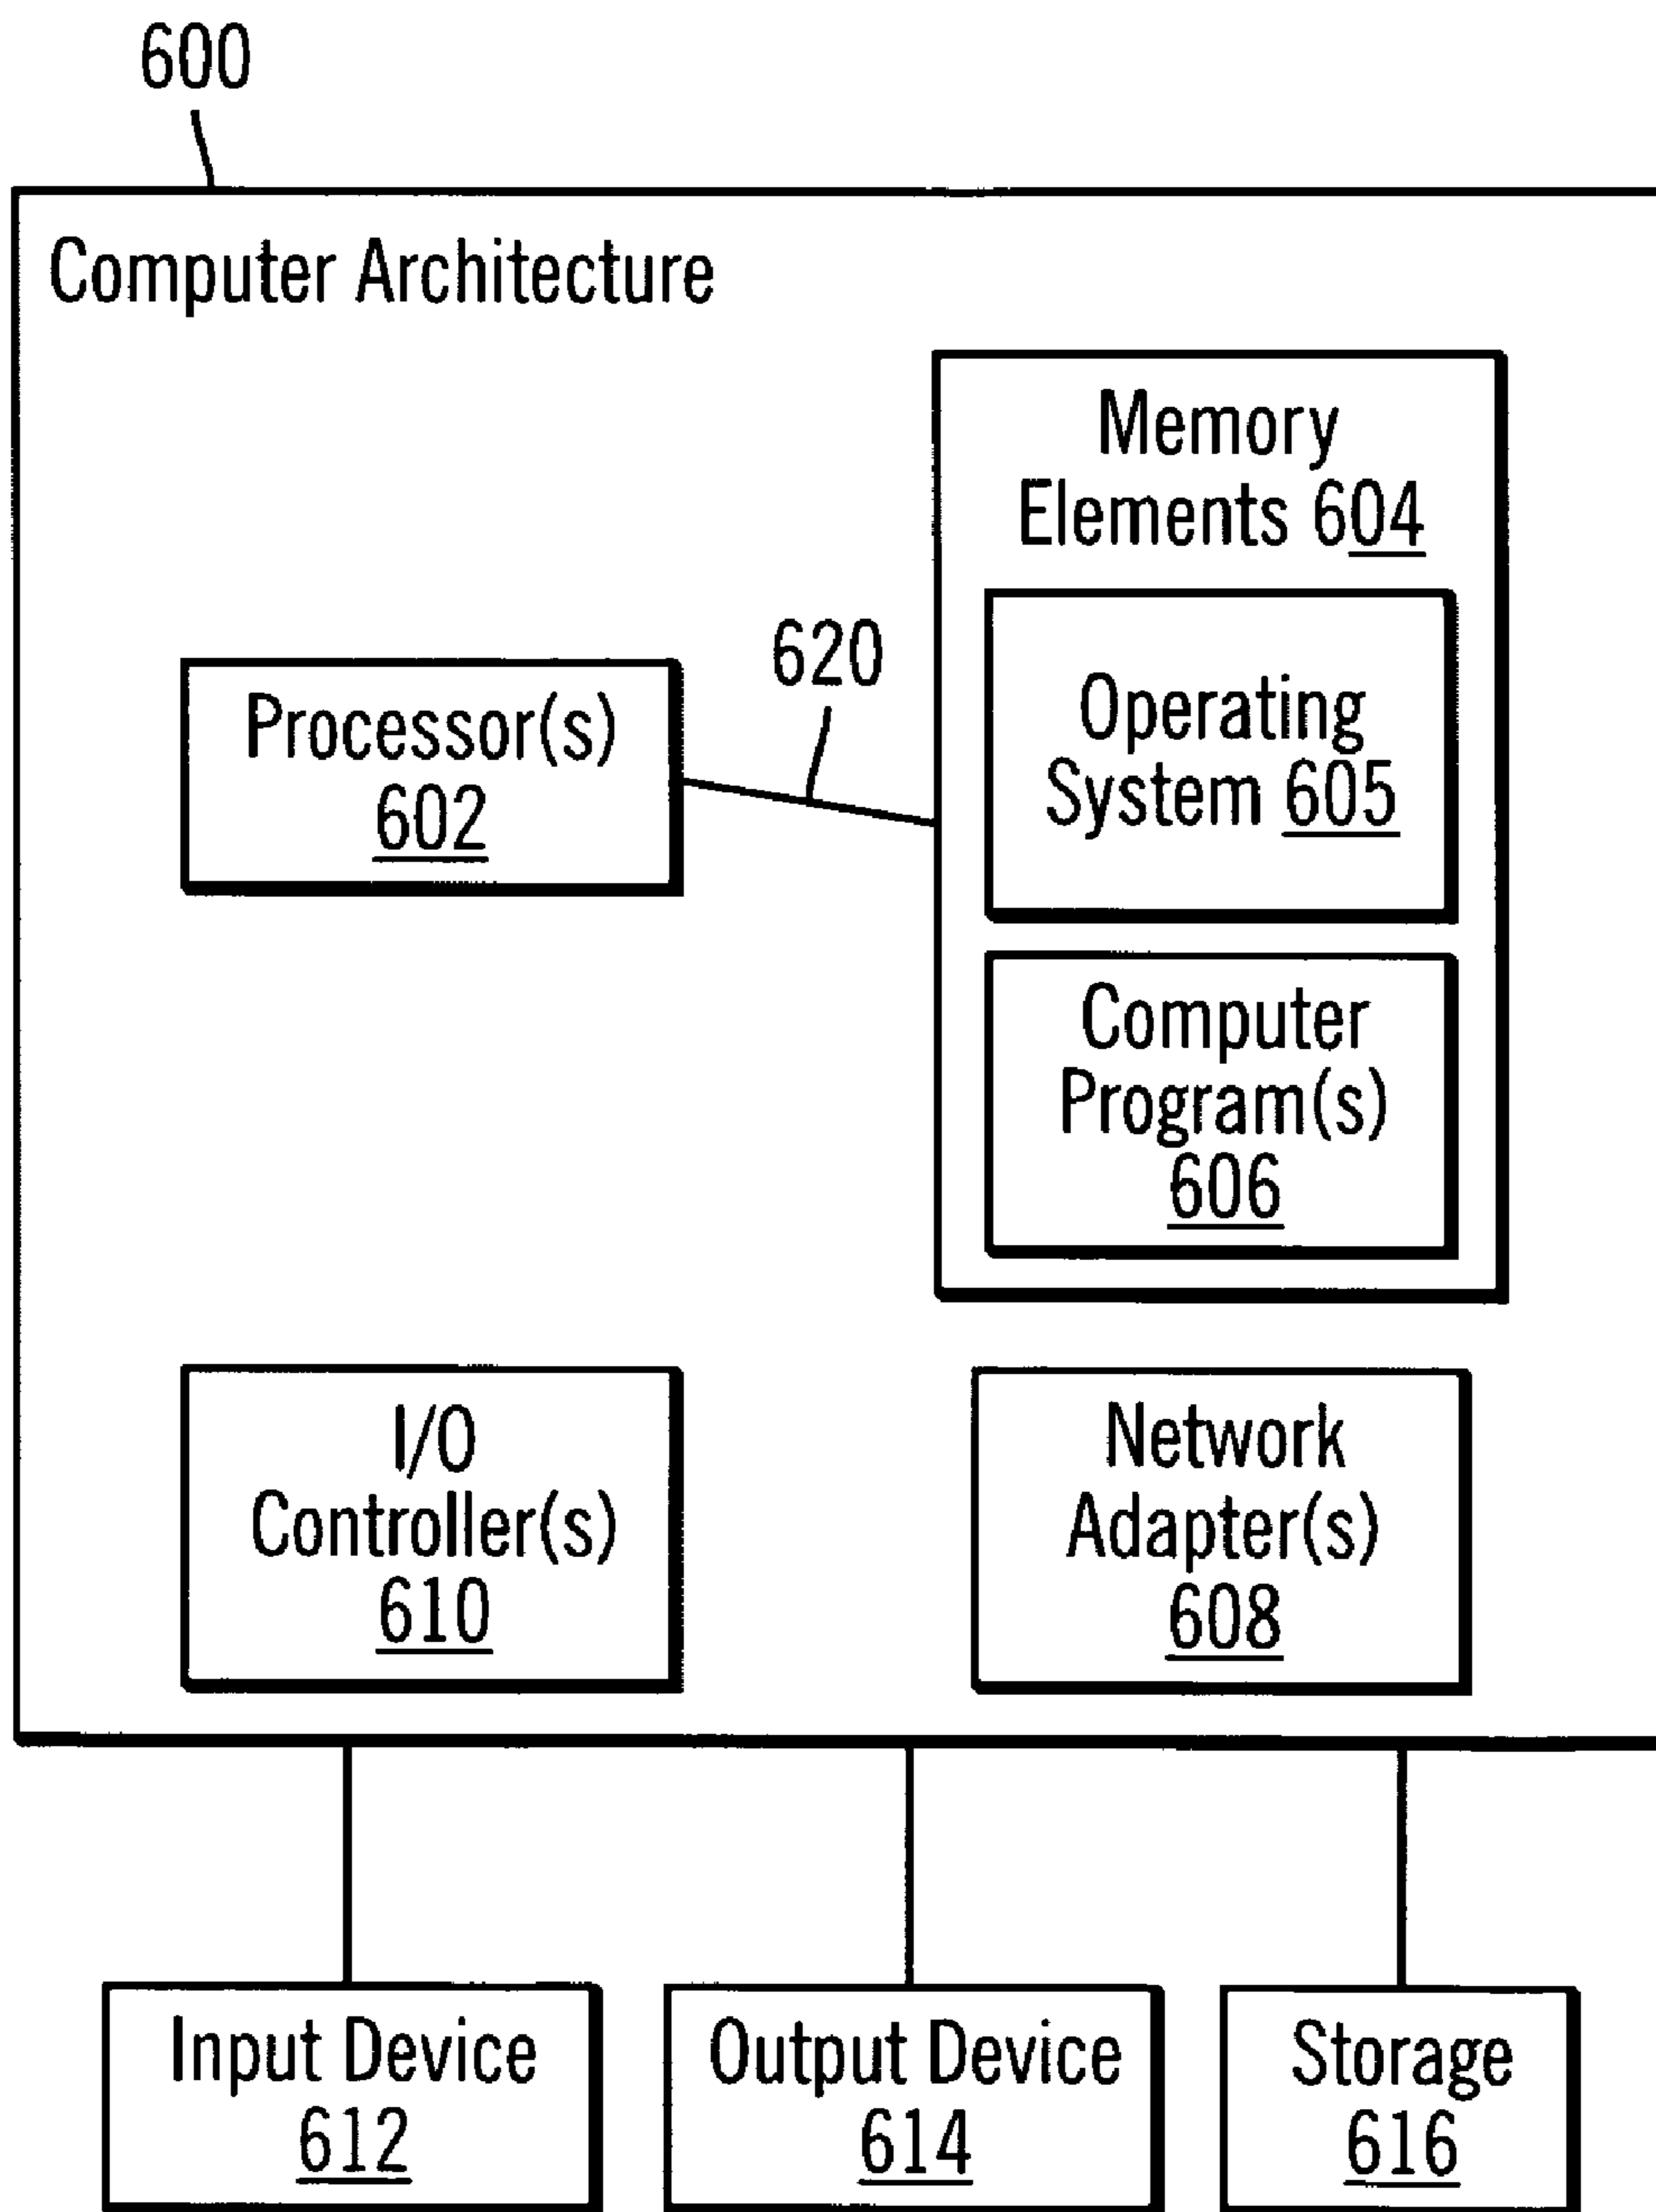 600
Computer Architecture
Memory
Elements 604
620
Operating
System 605
Processor(s)
602
Computer
Program(s)
606
I/O
Controller(s)
610
Network
Adapter(s)
608
Input Device
612
Output Device
614
Storage
616